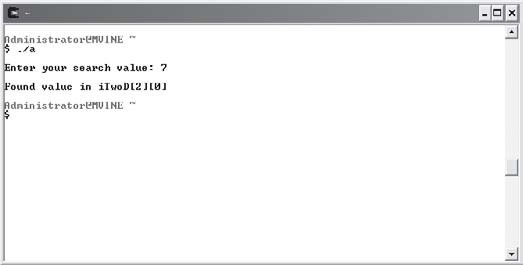 ~
Administrator@MVINE ~
$ ./a
Enter your search value: 7
Found value in iTwoD[2][0]
Administrator@MVINE ~
$